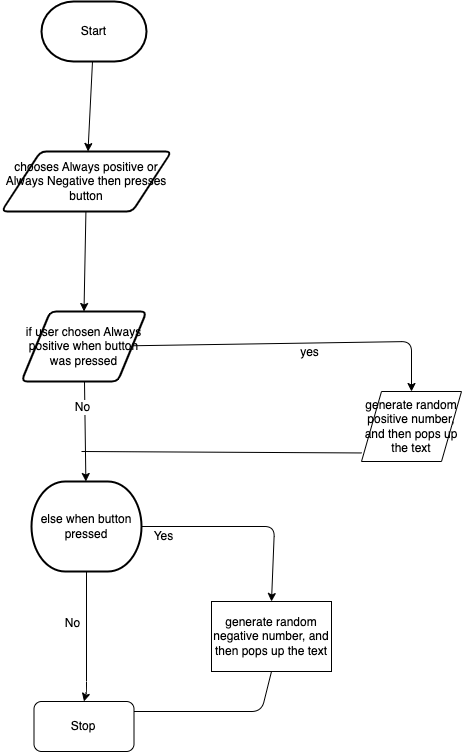 Start
chooses Always positive or
Always Negative then presses
button
if user chosen Always
positive when button
was pressed
yes
No
generate random
positive number,
and then pops up
the text
else when button
pressed
Yes
generate random
negative number, and
then pops up the text
No
Stop